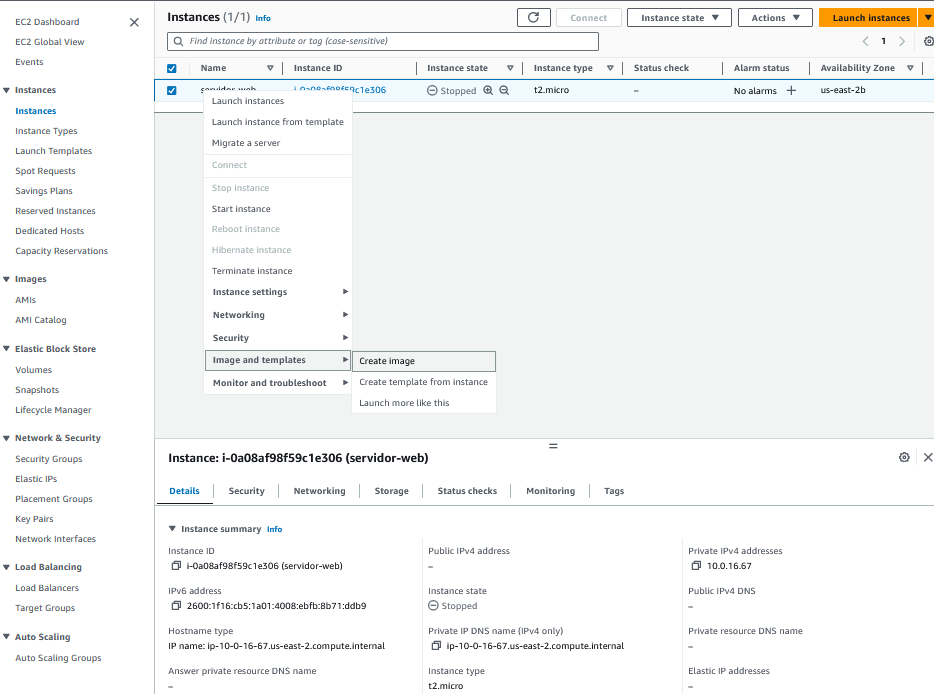 EC2 Dashboard
EC2 Global View
Events
Instances
Instances
Instance Types
Launch Templates
Spot Requests
Savings Plans
Reserved Instances
Dedicated Hosts
Capacity Reservations
Images
AMIs
AMI Catalog
Elastic Block Store
Volumes
Snapshots
Lifecycle Manager
Network & Security
Security Groups
Elastic IPs
Placement Groups
Key Pairs
Network Interfaces
Load Balancing
Load Balancers
Target Groups
Auto Scaling
Auto Scaling Groups
Instances (1/1) Info
Connect
Instance state
Actions
Launch instances
Find instance by attribute or tag (case-sensitive)
1
Name Instance ID Instance state Instance type Status check Alarm status Availability Zone
servidor-web i-0a08af98f59c1e306 Stopped t2.micro – No alarms + us-east-2b
Launch instances
Launch instance from template
Migrate a server
Connect
Stop instance
Start instance
Reboot instance
Hibernate instance
Terminate instance
Instance settings
Networking
Security
Image and templates
Monitor and troubleshoot
Create image
Create template from instance
Launch more like this
Instance: i-0a08af98f59c1e306 (servidor-web)
Details Security Networking Storage Status checks Monitoring Tags
Instance summary Info
Instance ID
i-0a08af98f59c1e306 (servidor-web)
Public IPv4 address
–
Private IPv4 addresses
10.0.16.67
IPv6 address
2600:1f16:cb5:1a01:4008:ebfb:8b71:ddb9
Instance state
Stopped
Public IPv4 DNS
–
Hostname type
IP name: ip-10-0-16-67.us-east-2.compute.internal
Private IP DNS name (IPv4 only)
ip-10-0-16-67.us-east-2.compute.internal
Private resource DNS name
–
Answer private resource DNS name
–
Instance type
t2.micro
Elastic IP addresses
–